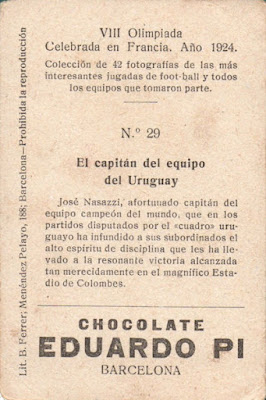 VIII Olimpiada
Celebrada en Francia. Año 1924.
Colección de 42 fotografías de las más
interesantes jugadas de foot-ball y todos
los equipos que tomaron parte.
N.º 29
El capitán del equipo
del Uruguay
José Nasazzi, afortunado capitán del
equipo campeón del mundo, que en los
partidos disputados por el «cuadro» uru-
guayo ha infundido a sus subordinados el
alto espíritu de disciplina que les ha lle-
vado a la resonante victoria alcanzada
tan merecidamente en el magnífico Esta-
dio de Colombes.
CHOCOLATE
EDUARDO PI
BARCELONA
Lit. B. Ferrer; Menéndez Pelayo, 188; Barcelona—Prohibida la reproducción